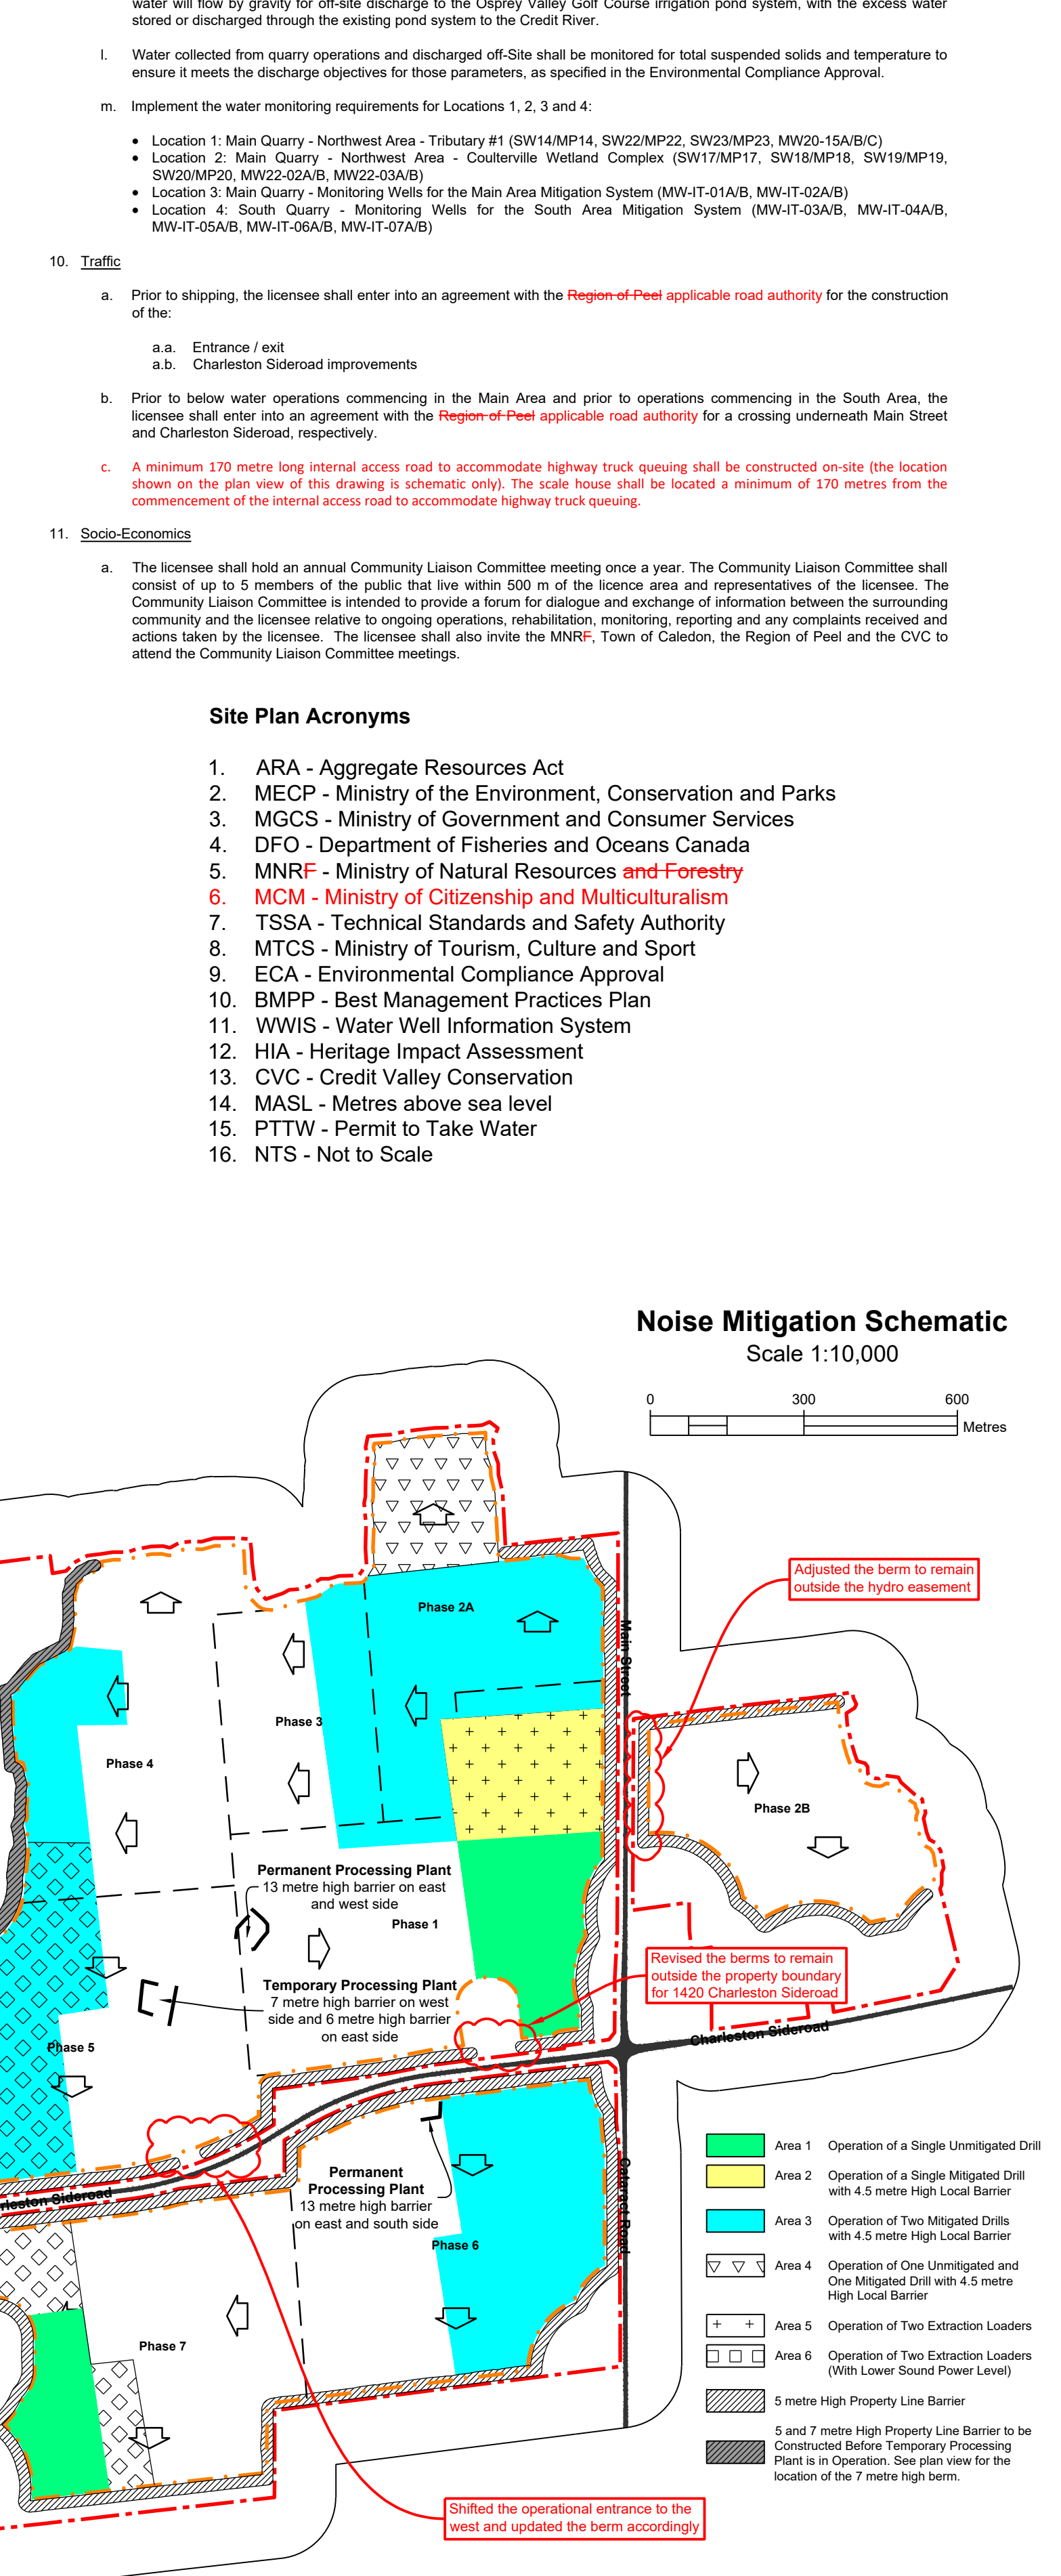 water will flow by gravity for off-site discharge to the Osprey Valley Golf Course irrigation pond system, with the excess water
stored or discharged through the existing pond system to the Credit River.
l. Water collected from quarry operations and discharged off-Site shall be monitored for total suspended solids and temperature to
ensure it meets the discharge objectives for those parameters, as specified in the Environmental Compliance Approval.
m. Implement the water monitoring requirements for Locations 1, 2, 3 and 4:
• Location 1: Main Quarry - Northwest Area - Tributary #1 (SW14/MP14, SW22/MP22, SW23/MP23, MW20-15A/B/C)
• Location 2: Main Quarry - Northwest Area - Coulterville Wetland Complex (SW17/MP17, SW18/MP18, SW19/MP19,
SW20/MP20, MW22-02A/B, MW22-03A/B)
• Location 3: Main Quarry - Monitoring Wells for the Main Area Mitigation System (MW-IT-01A/B, MW-IT-02A/B)
• Location 4: South Quarry - Monitoring Wells for the South Area Mitigation System (MW-IT-03A/B, MW-IT-04A/B,
MW-IT-05A/B, MW-IT-06A/B, MW-IT-07A/B)
10. Traffic
a. Prior to shipping, the licensee shall enter into an agreement with the Region of Peel applicable road authority for the construction
of the:
a.a. Entrance / exit
a.b. Charleston Sideroad improvements
b. Prior to below water operations commencing in the Main Area and prior to operations commencing in the South Area, the
licensee shall enter into an agreement with the Region of Peel applicable road authority for a crossing underneath Main Street
and Charleston Sideroad, respectively.
c. A minimum 170 metre long internal access road to accommodate highway truck queuing shall be constructed on-site (the location
shown on the plan view of this drawing is schematic only). The scale house shall be located a minimum of 170 metres from the
commencement of the internal access road to accommodate highway truck queuing.
11. Socio-Economics
a. The licensee shall hold an annual Community Liaison Committee meeting once a year. The Community Liaison Committee shall
consist of up to 5 members of the public that live within 500 m of the licence area and representatives of the licensee. The
Community Liaison Committee is intended to provide a forum for dialogue and exchange of information between the surrounding
community and the licensee relative to ongoing operations, rehabilitation, monitoring, reporting and any complaints received and
actions taken by the licensee. The licensee shall also invite the MNRF, Town of Caledon, the Region of Peel and the CVC to
attend the Community Liaison Committee meetings.
Site Plan Acronyms
1. ARA - Aggregate Resources Act
2. MECP - Ministry of the Environment, Conservation and Parks
3. MGCS - Ministry of Government and Consumer Services
4. DFO - Department of Fisheries and Oceans Canada
5. MNRF - Ministry of Natural Resources and Forestry
6. MCM - Ministry of Citizenship and Multiculturalism
7. TSSA - Technical Standards and Safety Authority
8. MTCS - Ministry of Tourism, Culture and Sport
9. ECA - Environmental Compliance Approval
10. BMPP - Best Management Practices Plan
11. WWIS - Water Well Information System
12. HIA - Heritage Impact Assessment
13. CVC - Credit Valley Conservation
14. MASL - Metres above sea level
15. PTTW - Permit to Take Water
16. NTS - Not to Scale
Noise Mitigation Schematic
Scale 1:10,000
0 300 600
Metres
Adjusted the berm to remain
outside the hydro easement
Phase 2A
Main Street
Phase 3
Phase 4
Phase 2B
Permanent Processing Plant
13 metre high barrier on east
and west side
Phase 1
Revised the berms to remain
outside the property boundary
for 1420 Charleston Sideroad
Temporary Processing Plant
7 metre high barrier on west
side and 6 metre high barrier
on east side
Charleston Sideroad
Phase 5
Permanent
Processing Plant
13 metre high barrier
on east and south side
rleston Sideroad
Cataract Road
Phase 6
Phase 7
Area 1 Operation of a Single Unmitigated Drill
Area 2 Operation of a Single Mitigated Drill
with 4.5 metre High Local Barrier
Area 3 Operation of Two Mitigated Drills
with 4.5 metre High Local Barrier
Area 4 Operation of One Unmitigated and
One Mitigated Drill with 4.5 metre
High Local Barrier
Area 5 Operation of Two Extraction Loaders
Area 6 Operation of Two Extraction Loaders
(With Lower Sound Power Level)
5 metre High Property Line Barrier
5 and 7 metre High Property Line Barrier to be
Constructed Before Temporary Processing
Plant is in Operation. See plan view for the
location of the 7 metre high berm.
Shifted the operational entrance to the
west and updated the berm accordingly